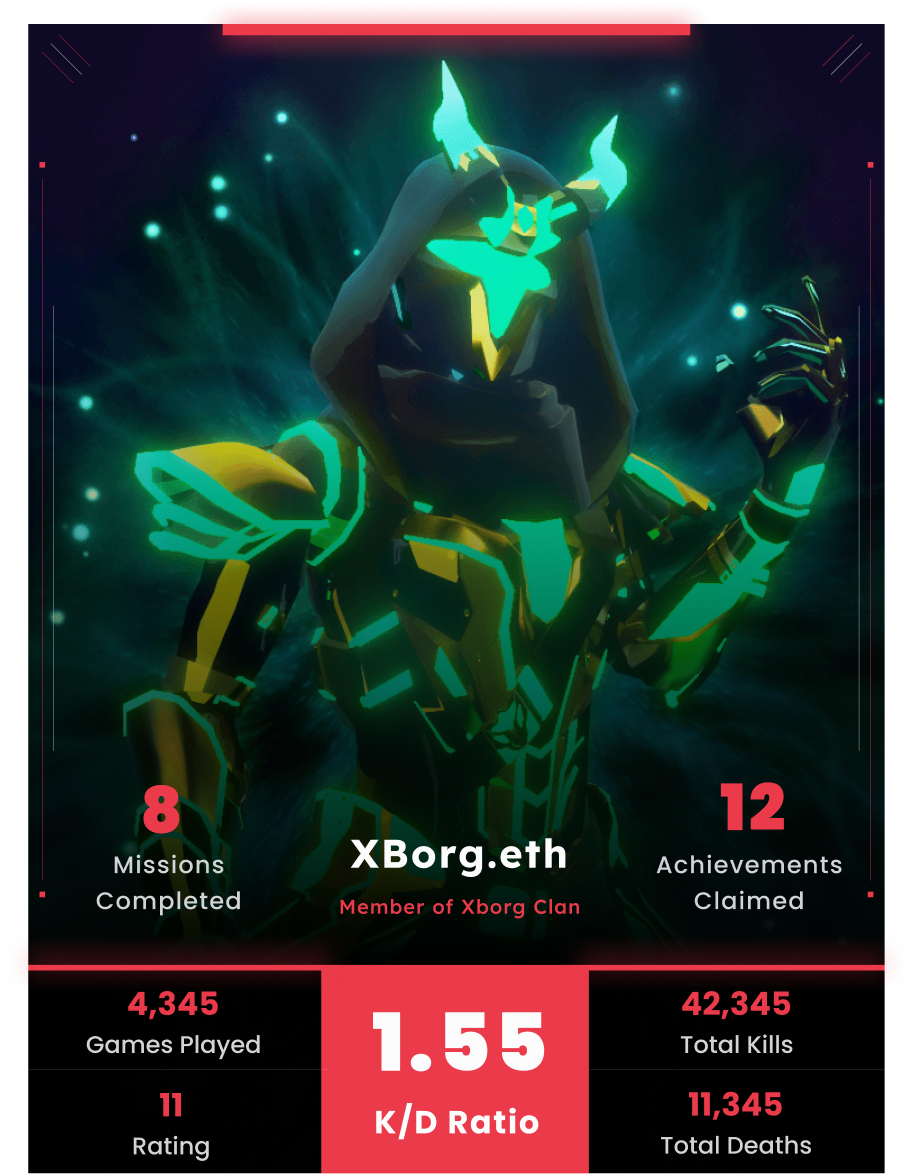 8
Missions
Completed
XBorg.eth
Member of Xborg Clan
12
Achievements
Claimed
4,345
Games Played
11
Rating
1.55
K/D Ratio
42,345
Total Kills
11,345
Total Deaths